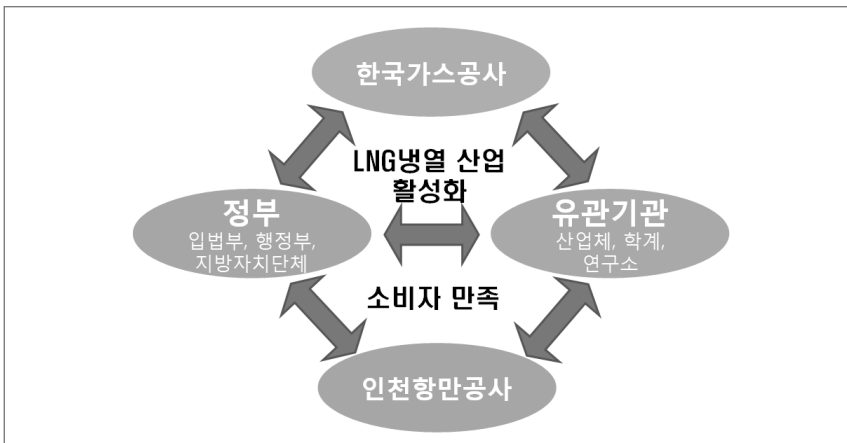 한국가스공사
LNG냉열 산업
활성화
정부
입법부, 행정부,
지방자치단체
유관기관
산업체, 학계,
연구소
소비자 만족
인천항만공사